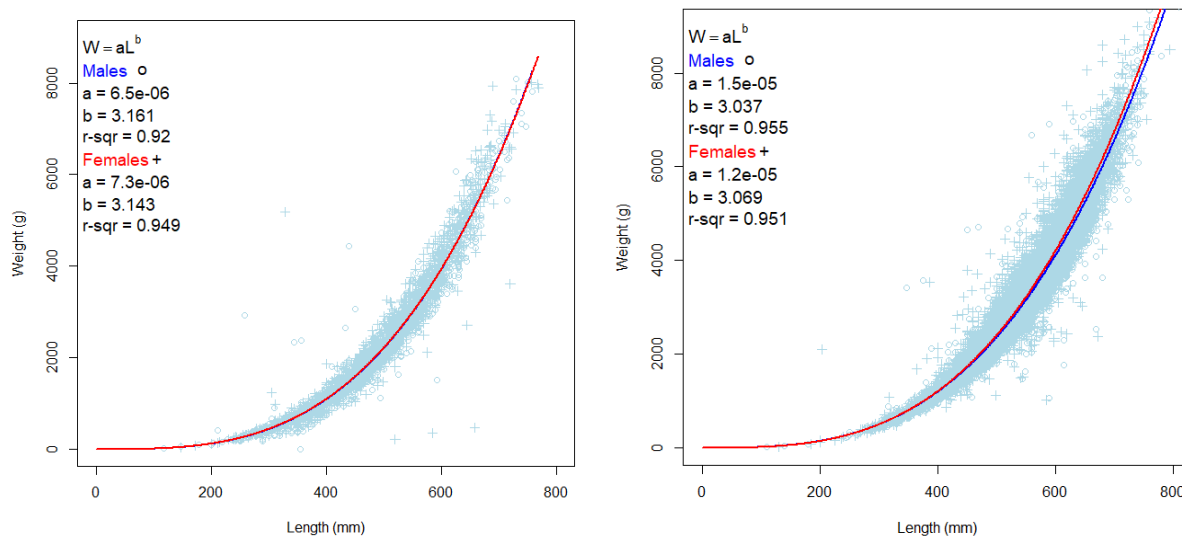 W = aL^b
Males o
a = 6.5e-06
b = 3.161
r-sqr = 0.92
Females +
a = 7.3e-06
b = 3.143
r-sqr = 0.949
Weight (g)
8000
6000
4000
2000
0
0 200 400 600 800
Length (mm)
W = aL^b
Males o
a = 1.5e-05
b = 3.037
r-sqr = 0.955
Females +
a = 1.2e-05
b = 3.069
r-sqr = 0.951
Weight (g)
8000
6000
4000
2000
0
0 200 400 600 800
Length (mm)